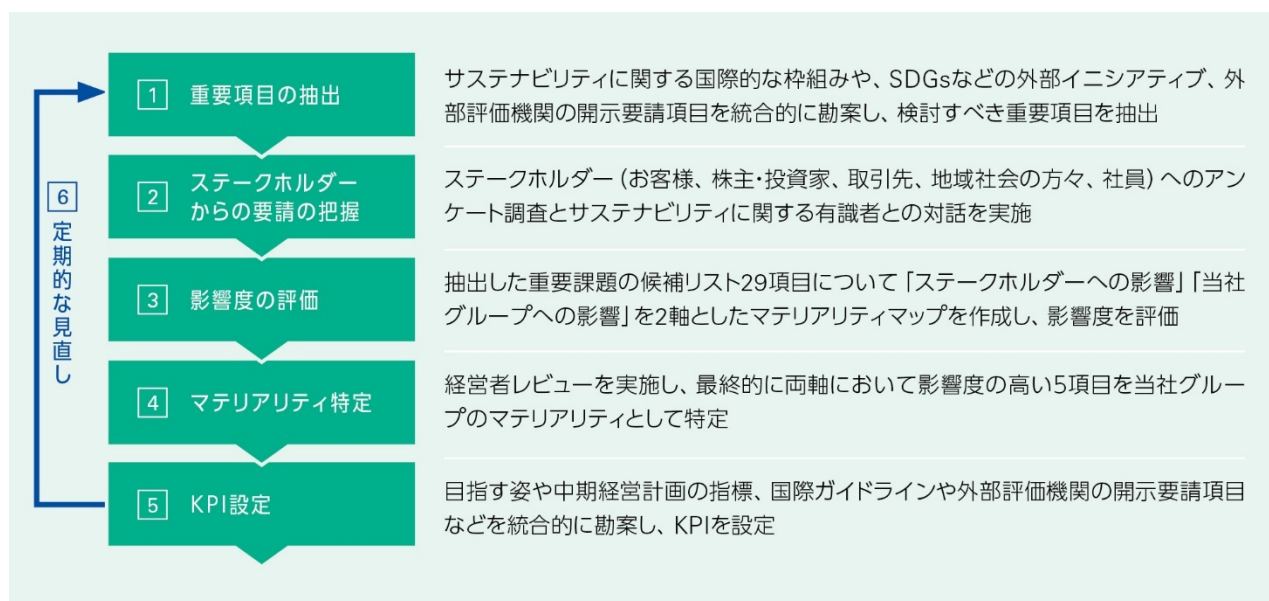 1 重要項目の抽出
サステナビリティに関する国際的な枠組みや、SDGsなどの外部イニシアティブ、外
部評価機関の開示要請項目を統合的に勘案し、検討すべき重要項目を抽出
2 ステークホルダー
からの要請の把握
ステークホルダー（お客様、株主・投資家、取引先、地域社会の方々、社員）へのアン
ケート調査とサステナビリティに関する有識者との対話を実施
3 影響度の評価
抽出した重要課題の候補リスト29項目について「ステークホルダーへの影響」「当社
グループへの影響」を2軸としたマテリアリティマップを作成し、影響度を評価
4 マテリアリティ特定
経営者レビューを実施し、最終的に両軸において影響度の高い5項目を当社グルー
プのマテリアリティとして特定
5 KPI設定
目指す姿や中期経営計画の指標、国際ガイドラインや外部評価機関の開示要請項目
などを統合的に勘案し、KPIを設定
6 定期的な見直し